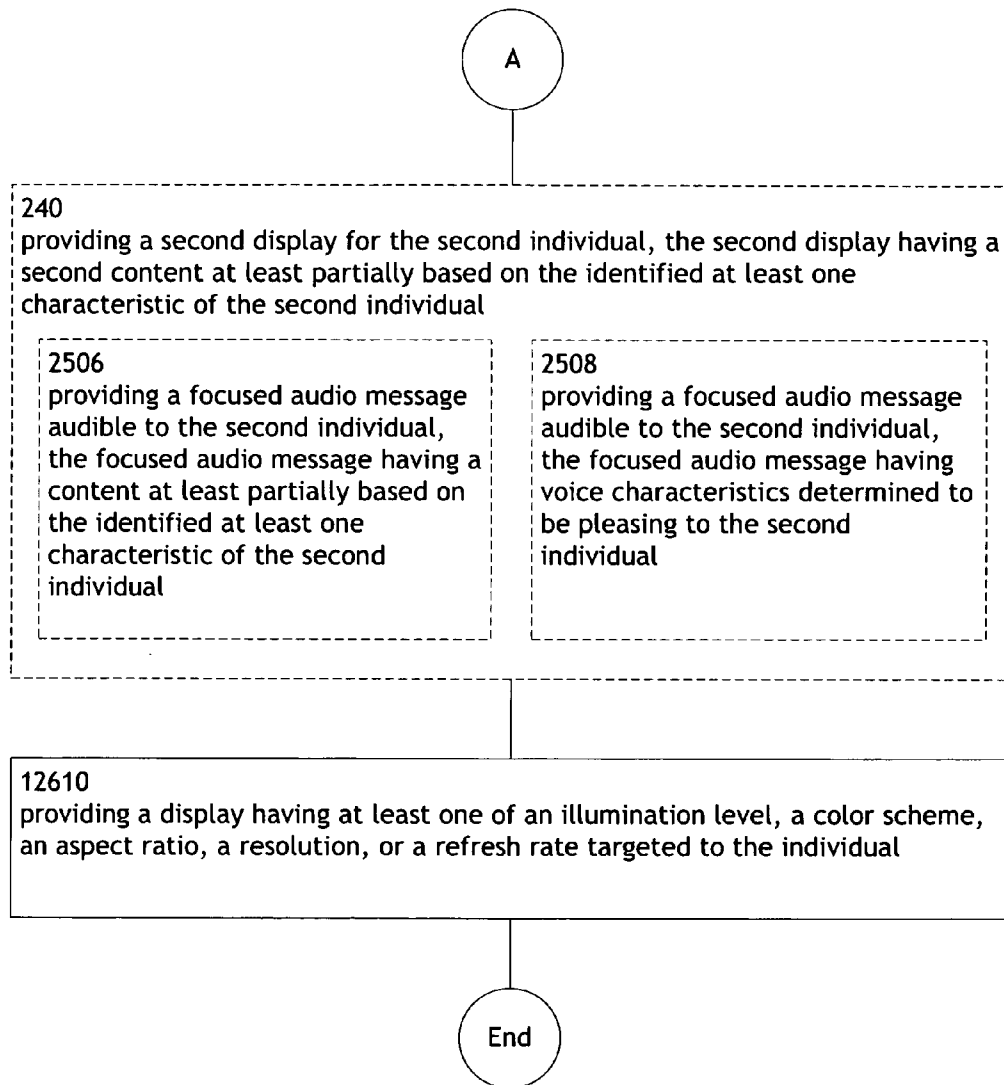 A
240
providing a second display for the second individual, the second display having a
second content at least partially based on the identified at least one
characteristic of the second individual
2506
providing a focused audio message
audible to the second individual,
the focused audio message having a
content at least partially based on
the identified at least one
characteristic of the second
individual
2508
providing a focused audio message
audible to the second individual,
the focused audio message having
voice characteristics determined to
be pleasing to the second
individual
12610
providing a display having at least one of an illumination level, a color scheme,
an aspect ratio, a resolution, or a refresh rate targeted to the individual
End